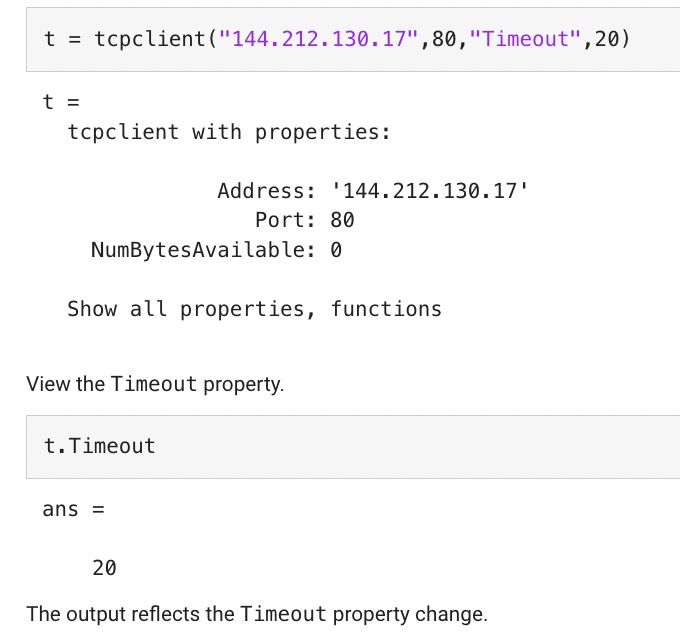 t = tcpclient("144.212.130.17",80,"Timeout",20)
t =
tcpclient with properties:
Address: '144.212.130.17'
Port: 80
NumBytesAvailable: 0
Show all properties, functions
View the Timeout property.
t.Timeout
ans =
20
The output reflects the Timeout property change.